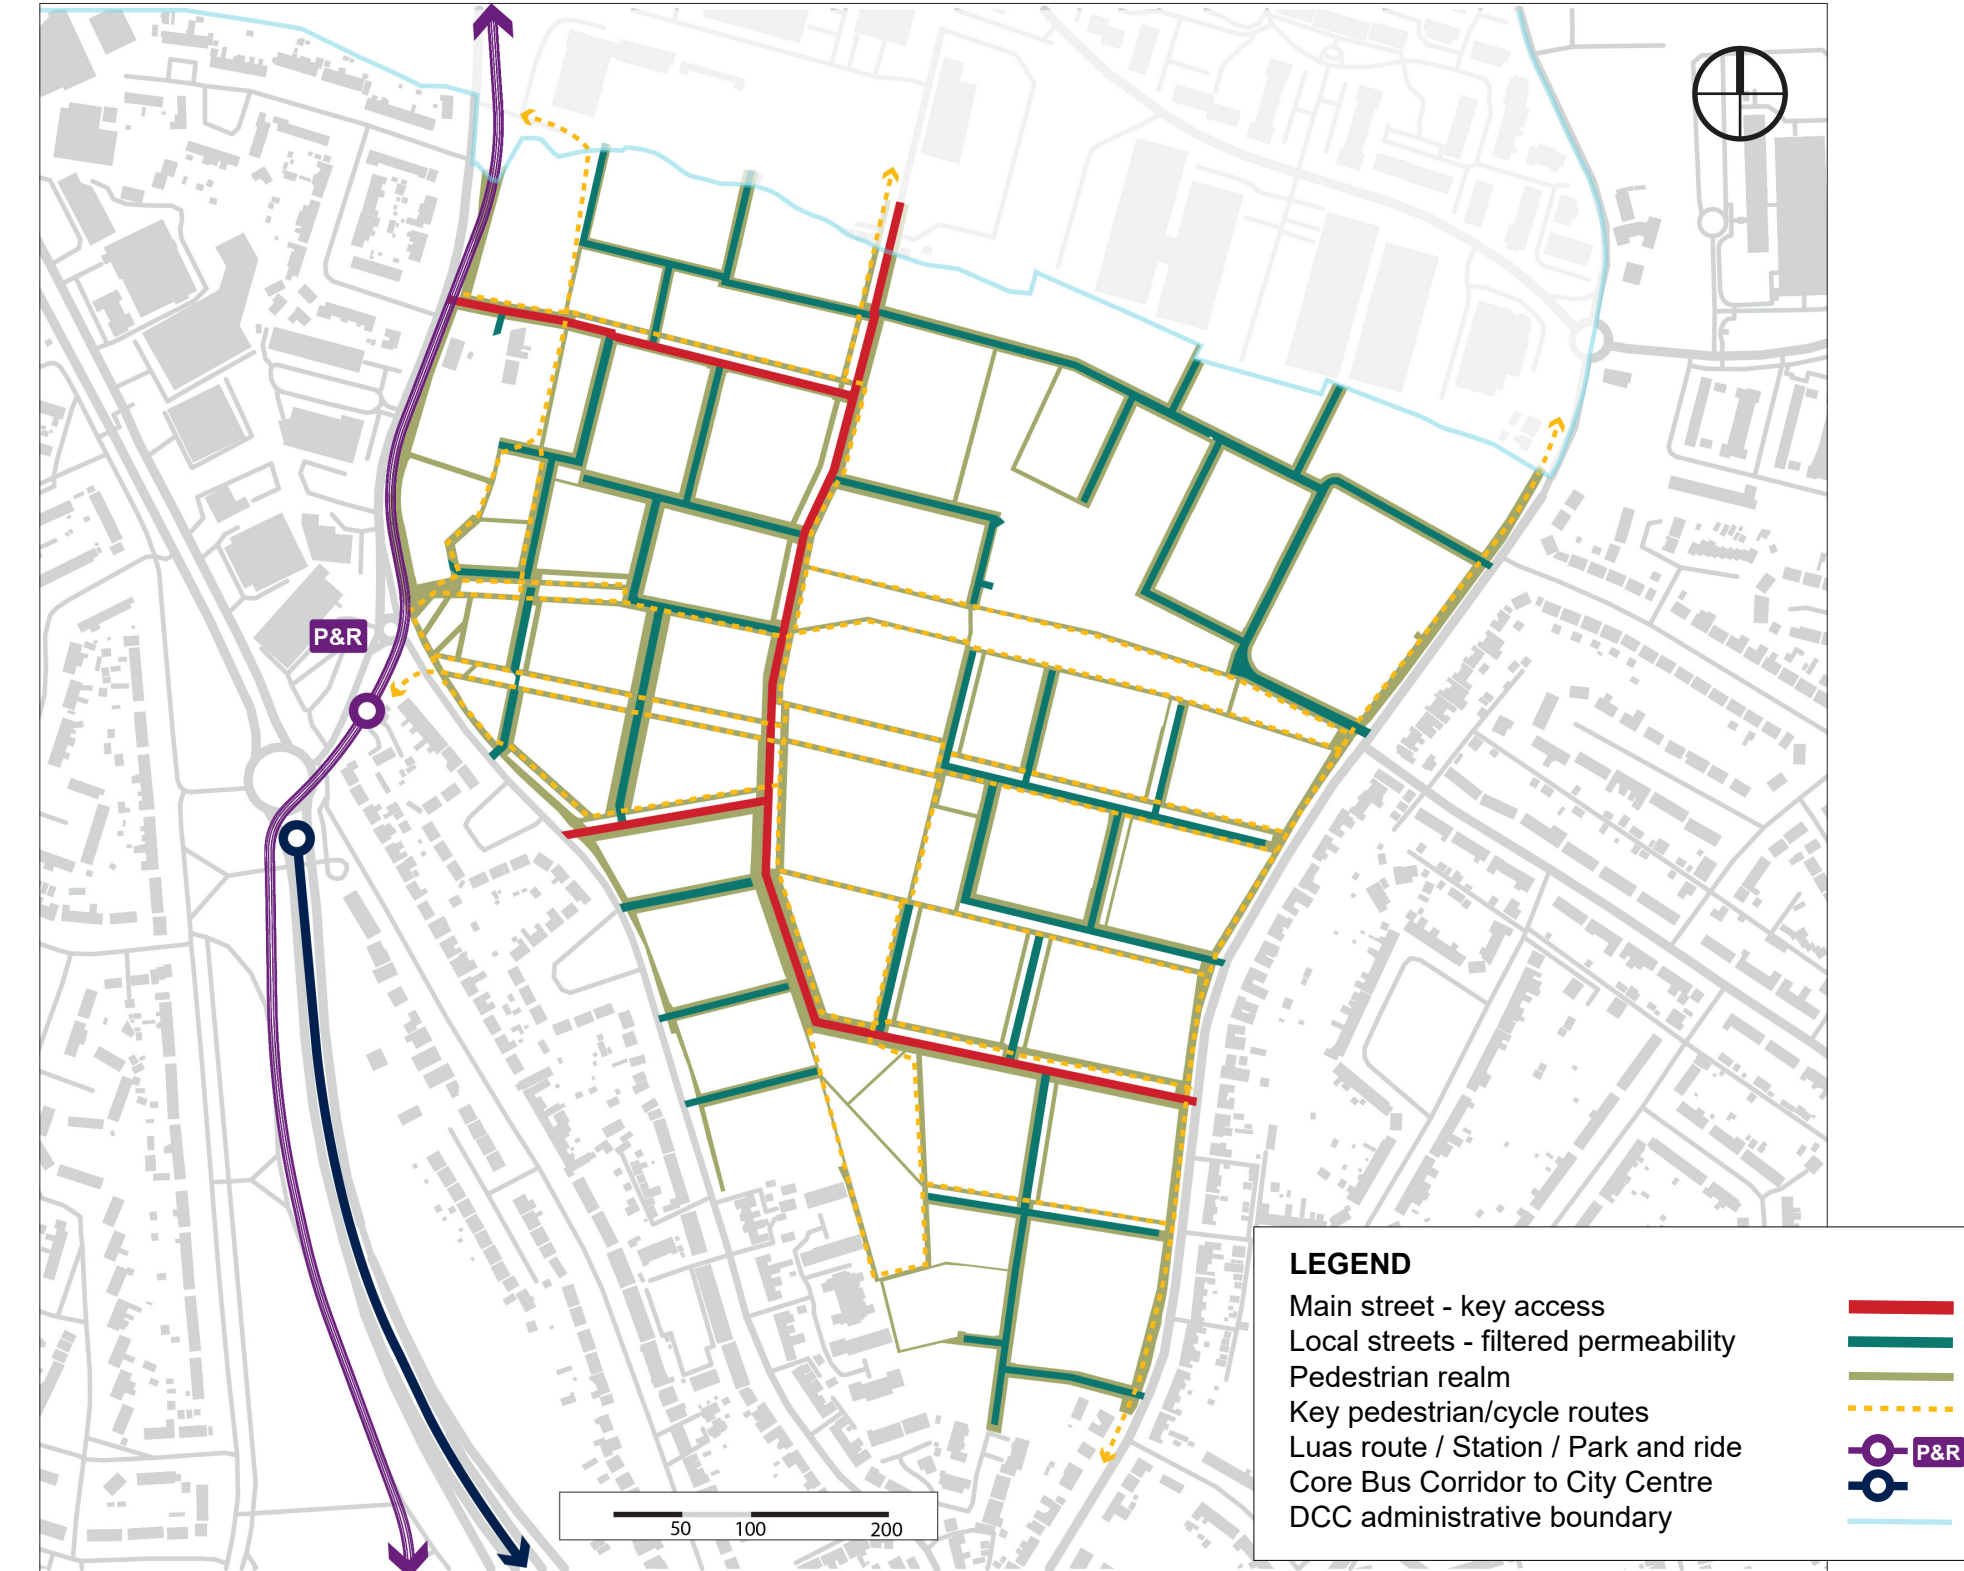 P&R
LEGEND
Main street - key access
Local streets - filtered permeability
Pedestrian realm
Key pedestrian/cycle routes
Luas route / Station / Park and ride
P&R
Core Bus Corridor to City Centre
DCC administrative boundary
50 100 200